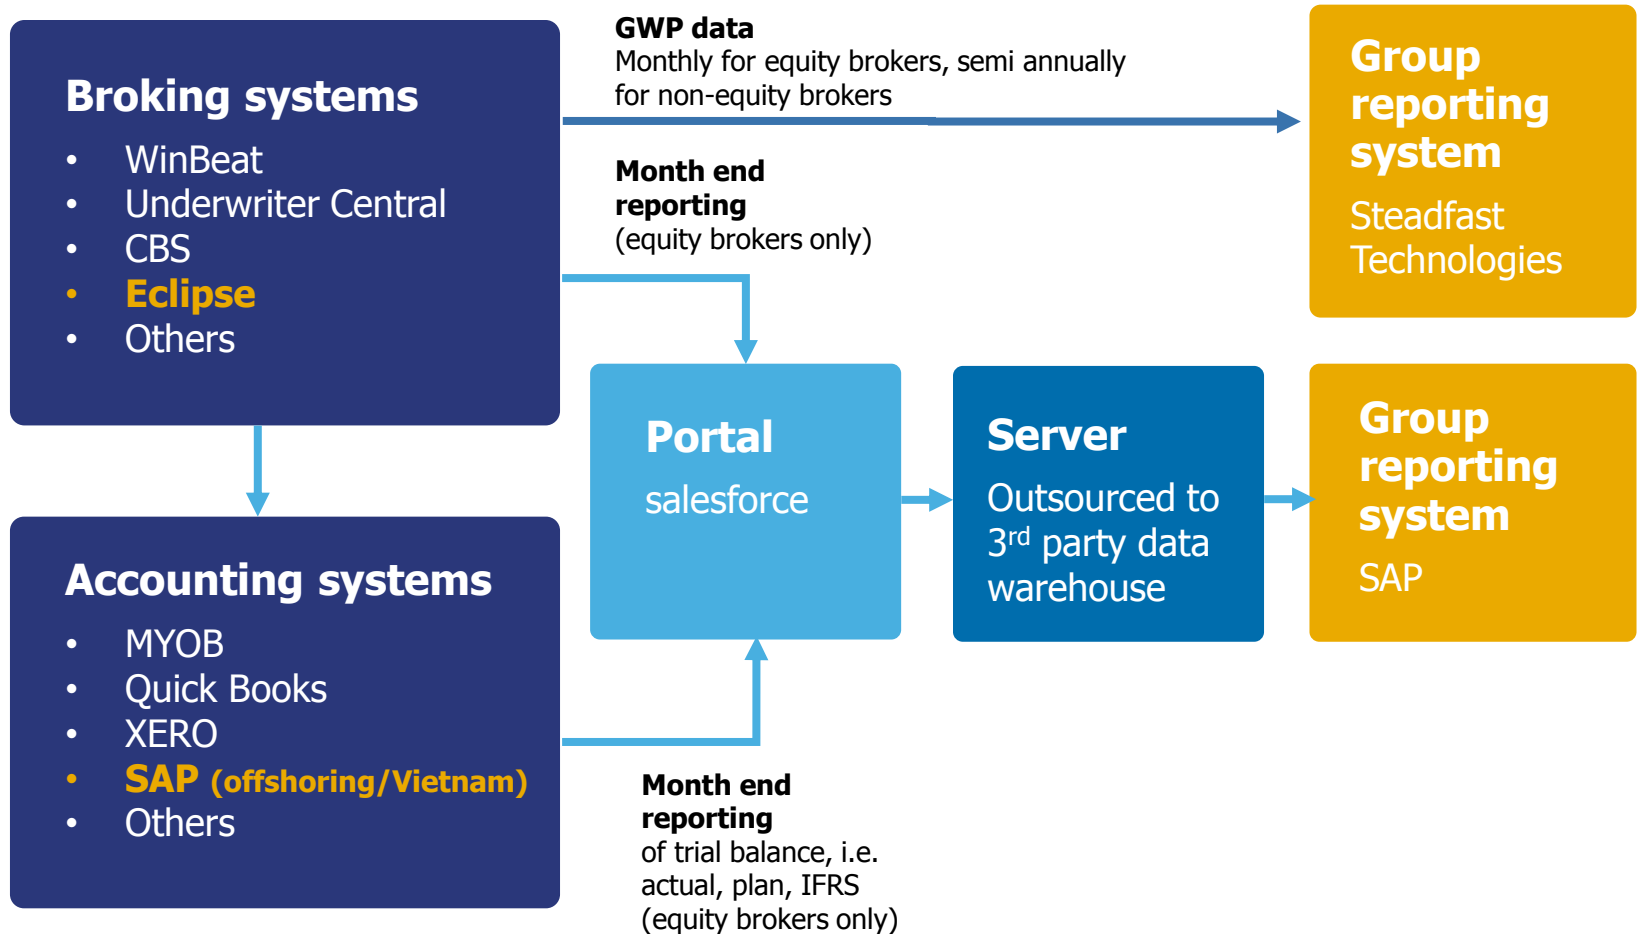 Broking systems
• WinBeat
• Underwriter Central
• CBS
• Eclipse
• Others
GWP data
Monthly for equity brokers, semi annually
for non-equity brokers
Month end
reporting
(equity brokers only)
Group
reporting
system
Steadfast
Technologies
Portal
salesforce
Server
Outsourced to
3rd party data
warehouse
Group
reporting
system
SAP
Accounting systems
• MYOB
• Quick Books
• XERO
• SAP (offshoring/Vietnam)
• Others
Month end
reporting
of trial balance, i.e.
actual, plan, IFRS
(equity brokers only)